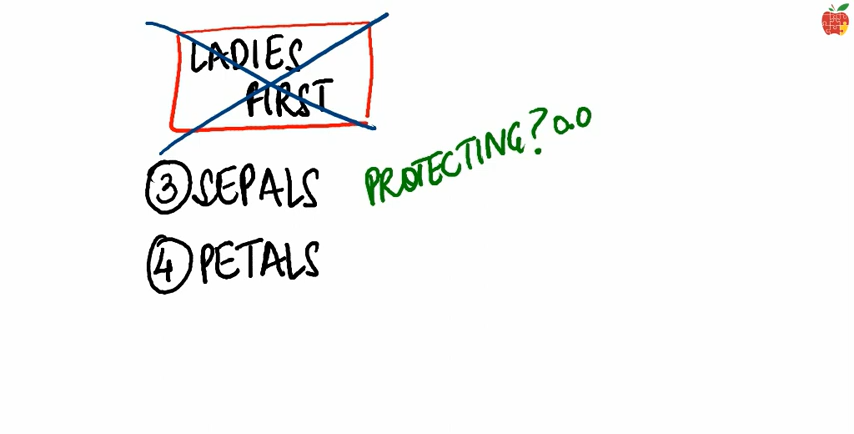 LADIES
FIRST
3 SEPALS PROTECTING? O.O
4 PETALS